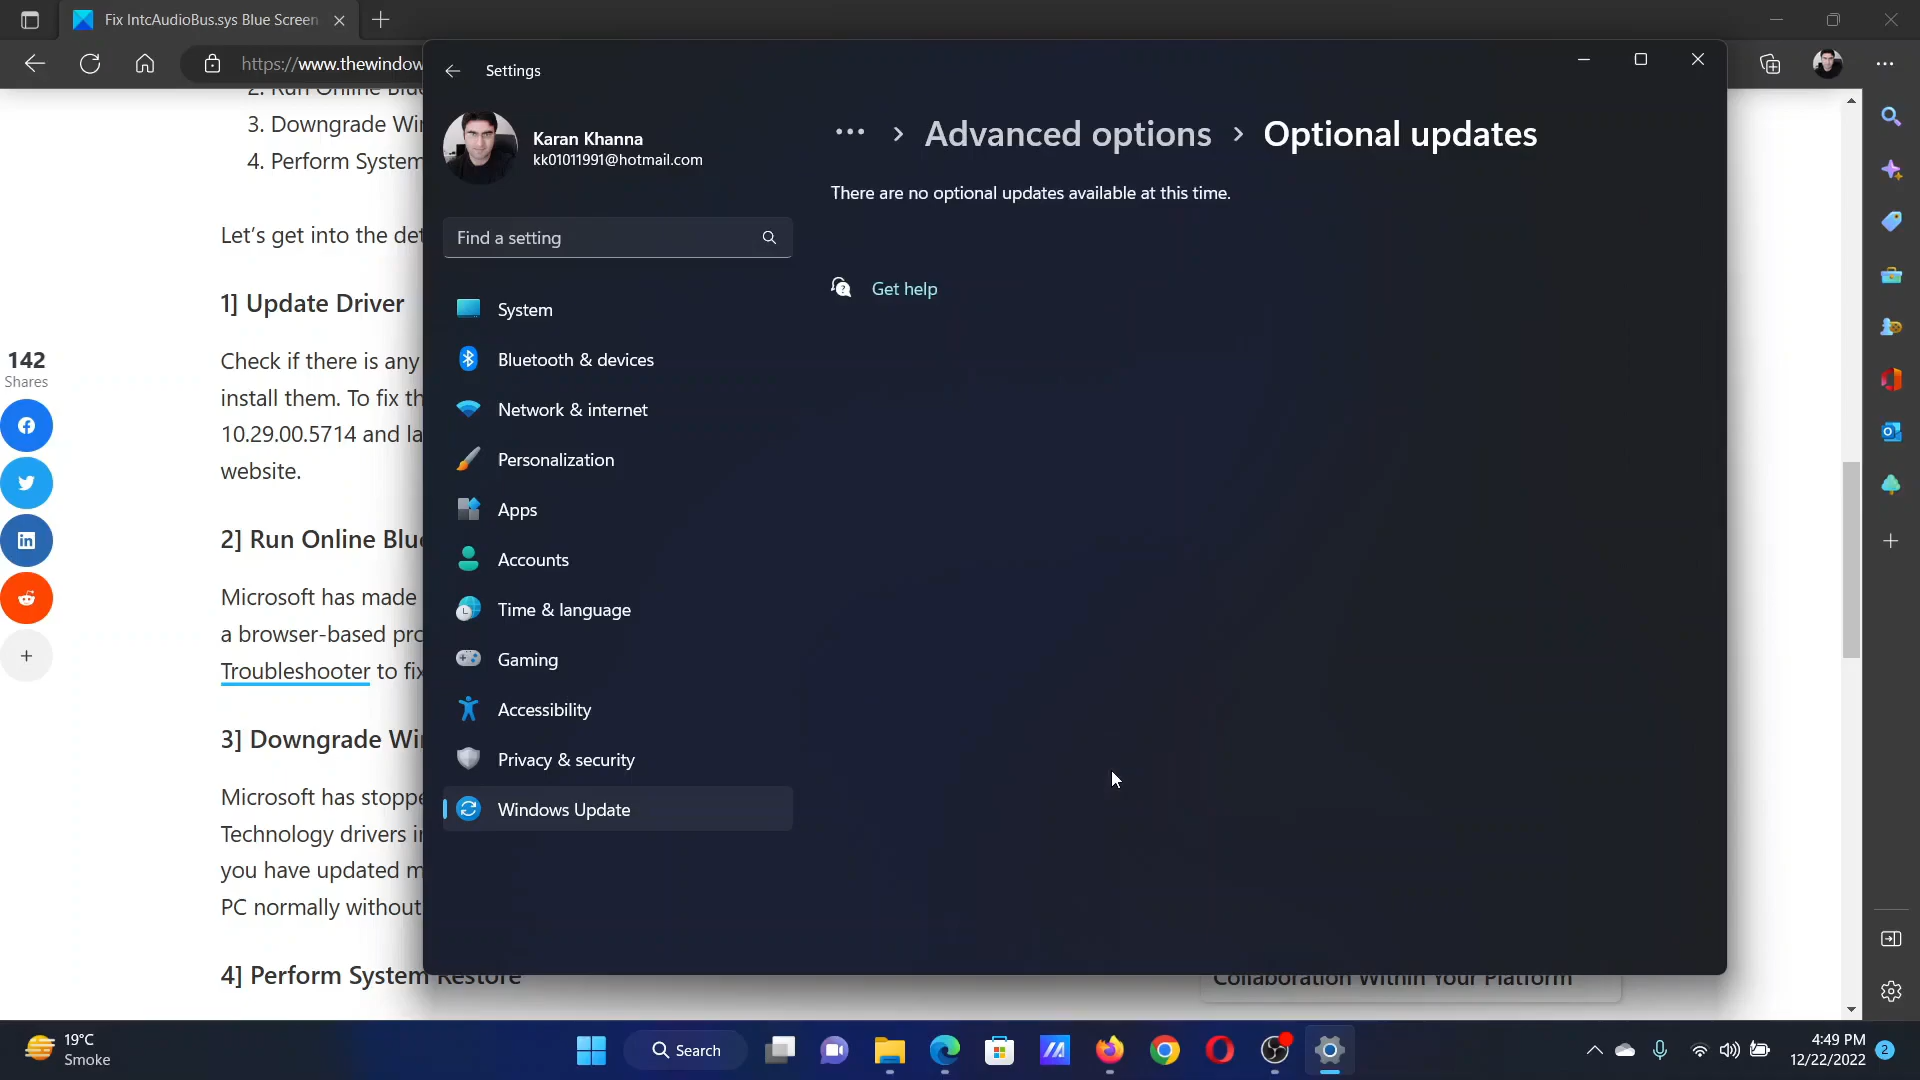 Fix IntcAudioBus.sys Blue Screen
https://www.thewindow
Settings
3. Downgrade Wi
4. Perform System
Let's get into the det
1] Update Driver
142
Shares
Check if there is any
install them. To fix th
10.29.00.5714 and la
website.
2] Run Online Blu
Microsoft has made
a browser-based pro
Troubleshooter to fix
3] Downgrade Wi
Microsoft has stoppe
Technology drivers i
you have updated m
PC normally without
4] Perform System Restore
Karan Khanna
kk01011991@hotmail.com
Find a setting
System
Bluetooth & devices
Network & internet
Personalization
Apps
Accounts
Time & language
Gaming
Accessibility
Privacy & security
Windows Update
... > Advanced options > Optional updates
There are no optional updates available at this time.
Get help
Collaboration Within Your Platform
19°C
Smoke
Search
4:49 PM
12/22/2022
2